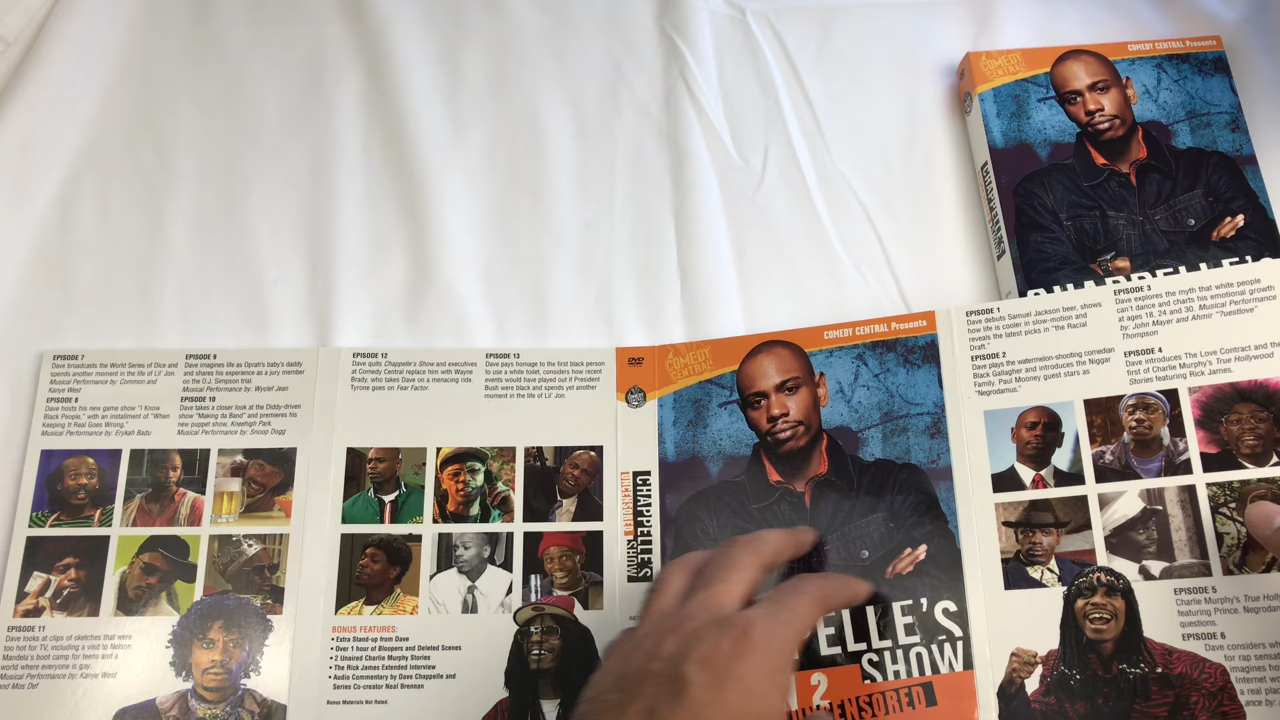 COMEDY CENTRAL Presents
COMEDY
CENTRAL
CHAPPELLE'S
CHAPPELLE'S
EPISODE 7
Dave broadcasts the World Series of Dice and
spends another moment in the life of Lil' Jon.
Musical Performance by: Common and
Kanye West
EPISODE 8
Dave hosts his new game show "I Know
Black People," with an installment of "When
Keeping It Real Goes Wrong."
Musical Performance by: Erykah Badu
EPISODE 9
Dave imagines life as Oprah's baby's daddy
and shares his experience as a jury member
on the O.J. Simpson trial.
Musical Performance by: Wyclef Jean
EPISODE 10
Dave takes a closer look at the Diddy-driven
show "Making da Band" and premieres his
new puppet show, Kneehigh Park.
Musical Performance by: Snoop Dogg
EPISODE 11
Dave looks at clips of sketches that were
too hot for TV, including a visit to Nelson
Mandela's boot camp for teens and a
world where everyone is gay.
Musical Performance by: Kanye West
and Mos Def
EPISODE 12
Dave quits Chappelle's Show and executives
at Comedy Central replace him with Wayne
Brady, who takes Dave on a menacing ride.
Tyrone goes on Fear Factor.
EPISODE 13
Dave pays homage to the first black person
to use a white toilet, considers how recent
events would have played out if President
Bush were black and spends yet another
moment in the life of Lil' Jon.
BONUS FEATURES:
• Extra Stand-up from Dave
• Over 1 hour of Bloopers and Deleted Scenes
• 2 Unaired Charlie Murphy Stories
• The Rick James Extended Interview
• Audio Commentary by Dave Chappelle and
Series Co-creator Neal Brennan
Bonus Materials Not Rated.
DVD
CHAPPELLE'S
UNCENSORED SHOW
COMEDY CENTRAL Presents
COMEDY
CENTRAL
ELLE'S
SHOW
2
UNCENSORED
EPISODE 1
Dave debuts Samuel Jackson beer, shows
how life is cooler in slow-motion and
reveals the latest picks in "the Racial
Draft."
EPISODE 2
Dave plays the watermelon-shooting comedian
Black Gallagher and introduces the Niggar
Family. Paul Mooney guest stars as
"Negrodamus."
EPISODE 3
Dave explores the myth that white people
can't dance and charts his emotional growth
at ages 18, 24 and 30. Musical Performance
by: John Mayer and Ahmir "?uestlove"
Thompson
EPISODE 4
Dave introduces The Love Contract and the
first of Charlie Murphy's True Hollywood
Stories featuring Rick James.
EPISODE 5
Charlie Murphy's True Holly
featuring Prince. Negrodam
questions.
EPISODE 6
Dave considers wh
for rap sensat
imagines ho
Internet wo
a real plac
ance by: